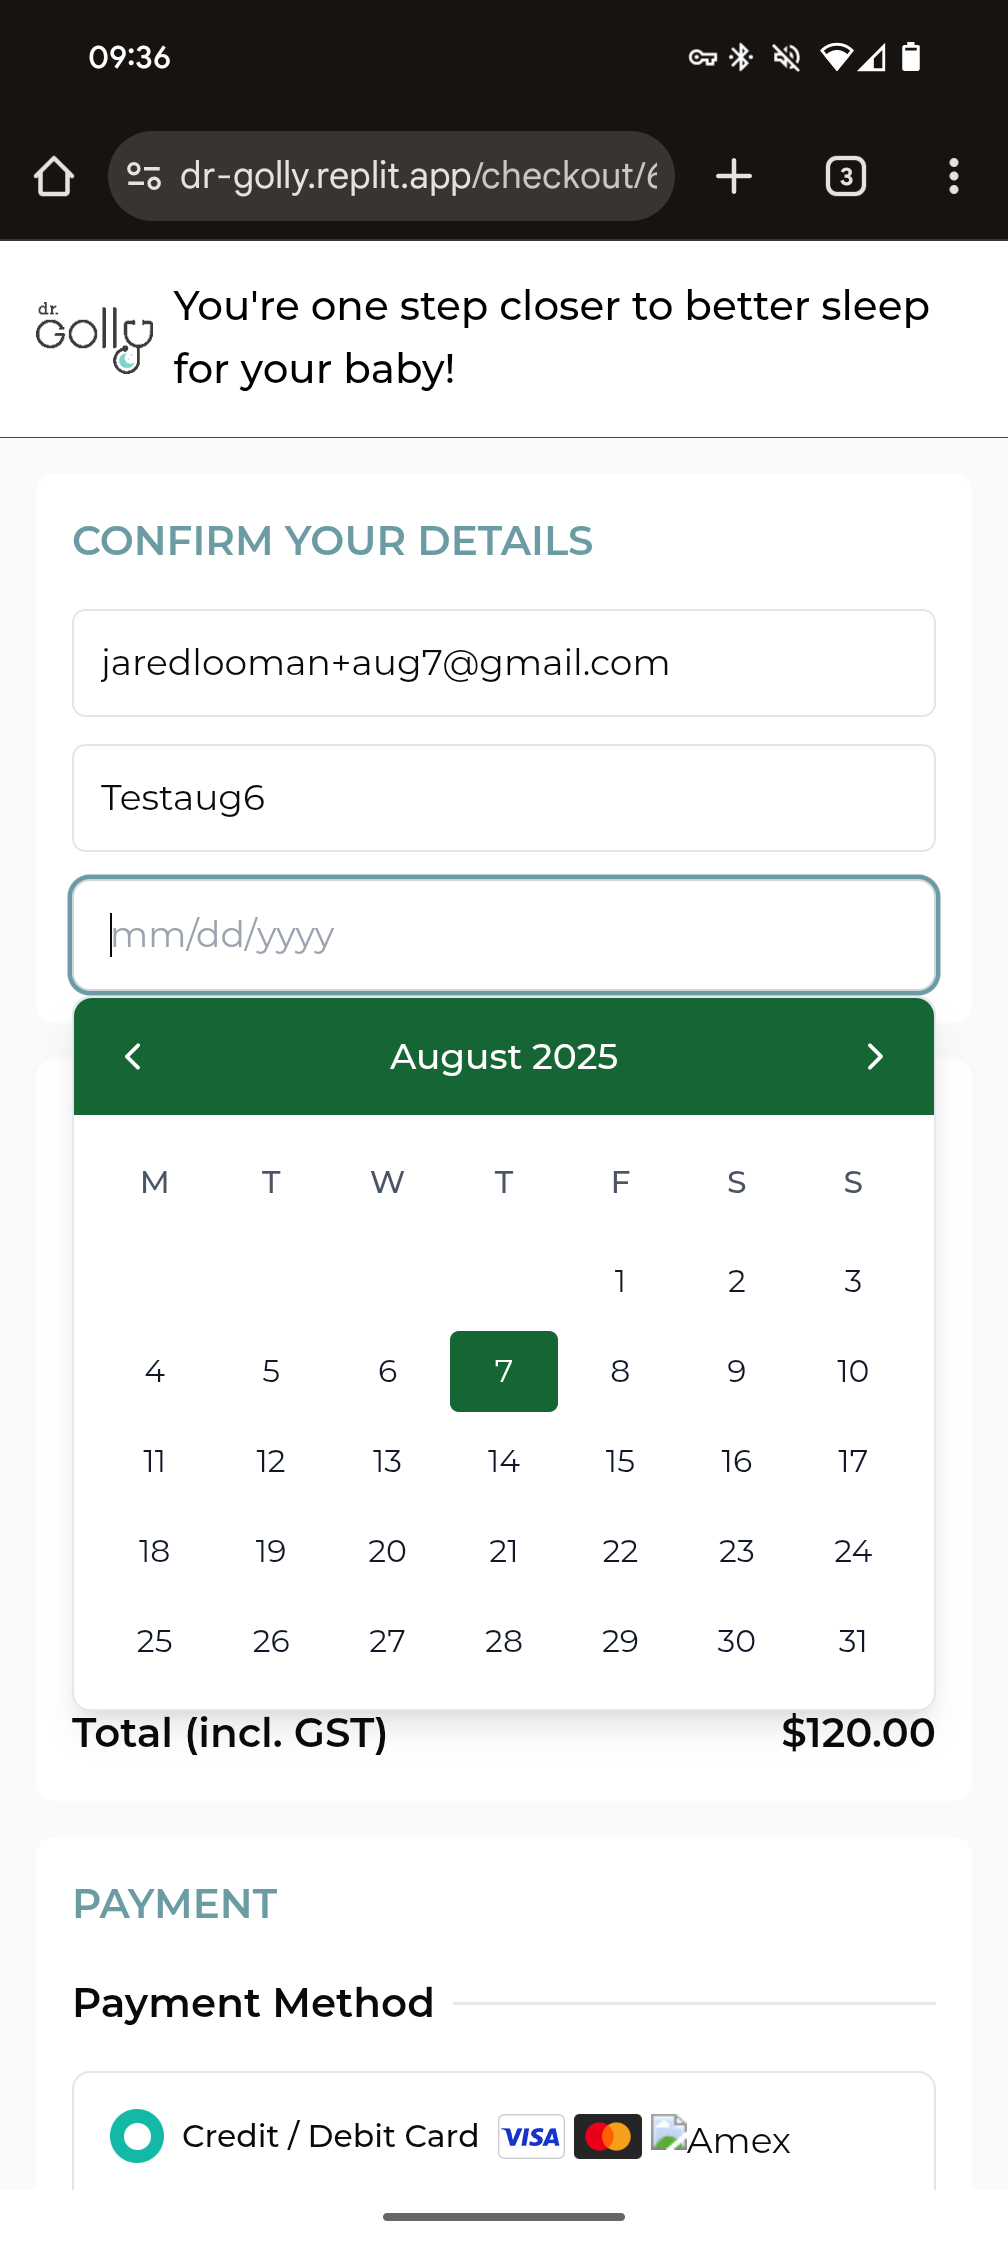 09:36
dr-golly.replit.app/checkout/6
3
dr.
Golly
You're one step closer to better sleep
for your baby!
CONFIRM YOUR DETAILS
jaredlooman+aug7@gmail.com
Testaug6
mm/dd/yyyy
August 2025
M T W T F S S
1 2 3
4 5 6 7 8 9 10
11 12 13 14 15 16 17
18 19 20 21 22 23 24
25 26 27 28 29 30 31
Total (incl. GST) $120.00
PAYMENT
Payment Method
Credit / Debit Card VISA Amex